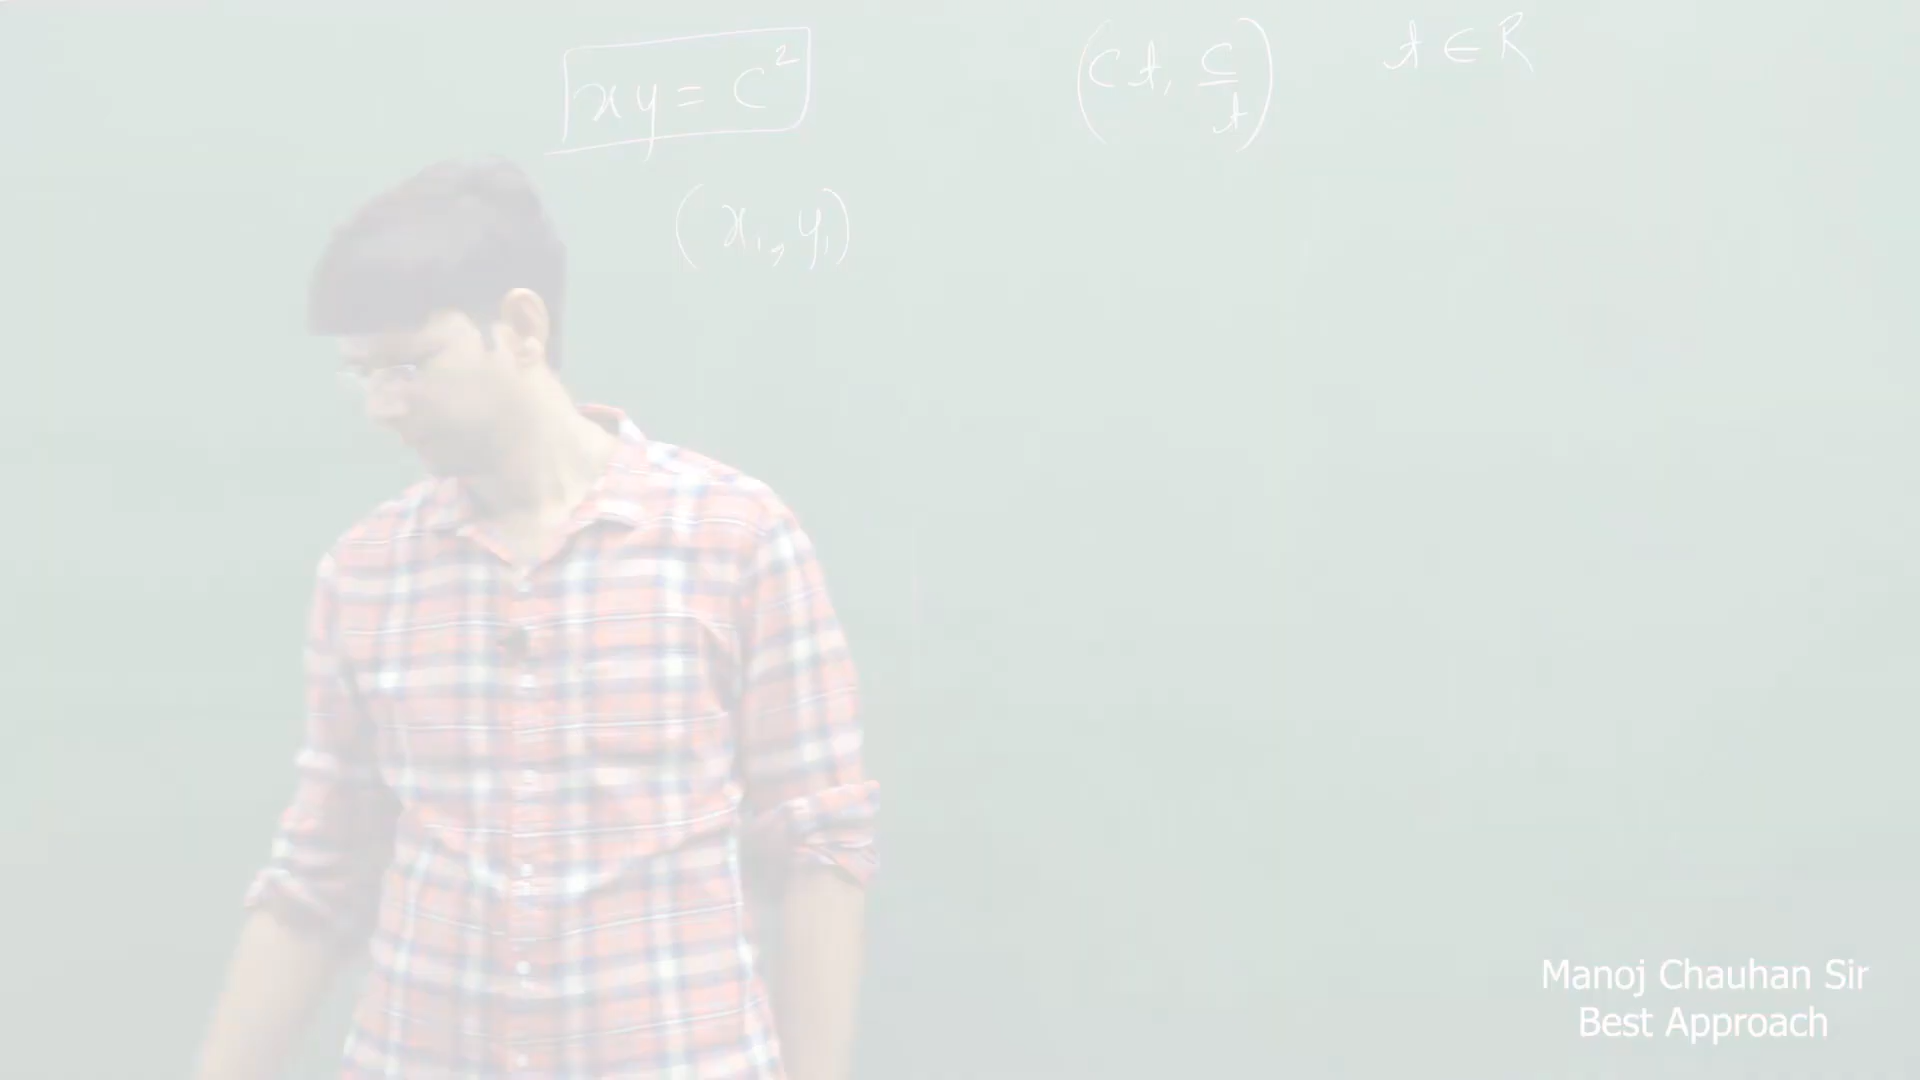 xy = C²
(Ct, C/t) t ∈ R
(x₁, y₁)
Manoj Chauhan Sir
Best Approach